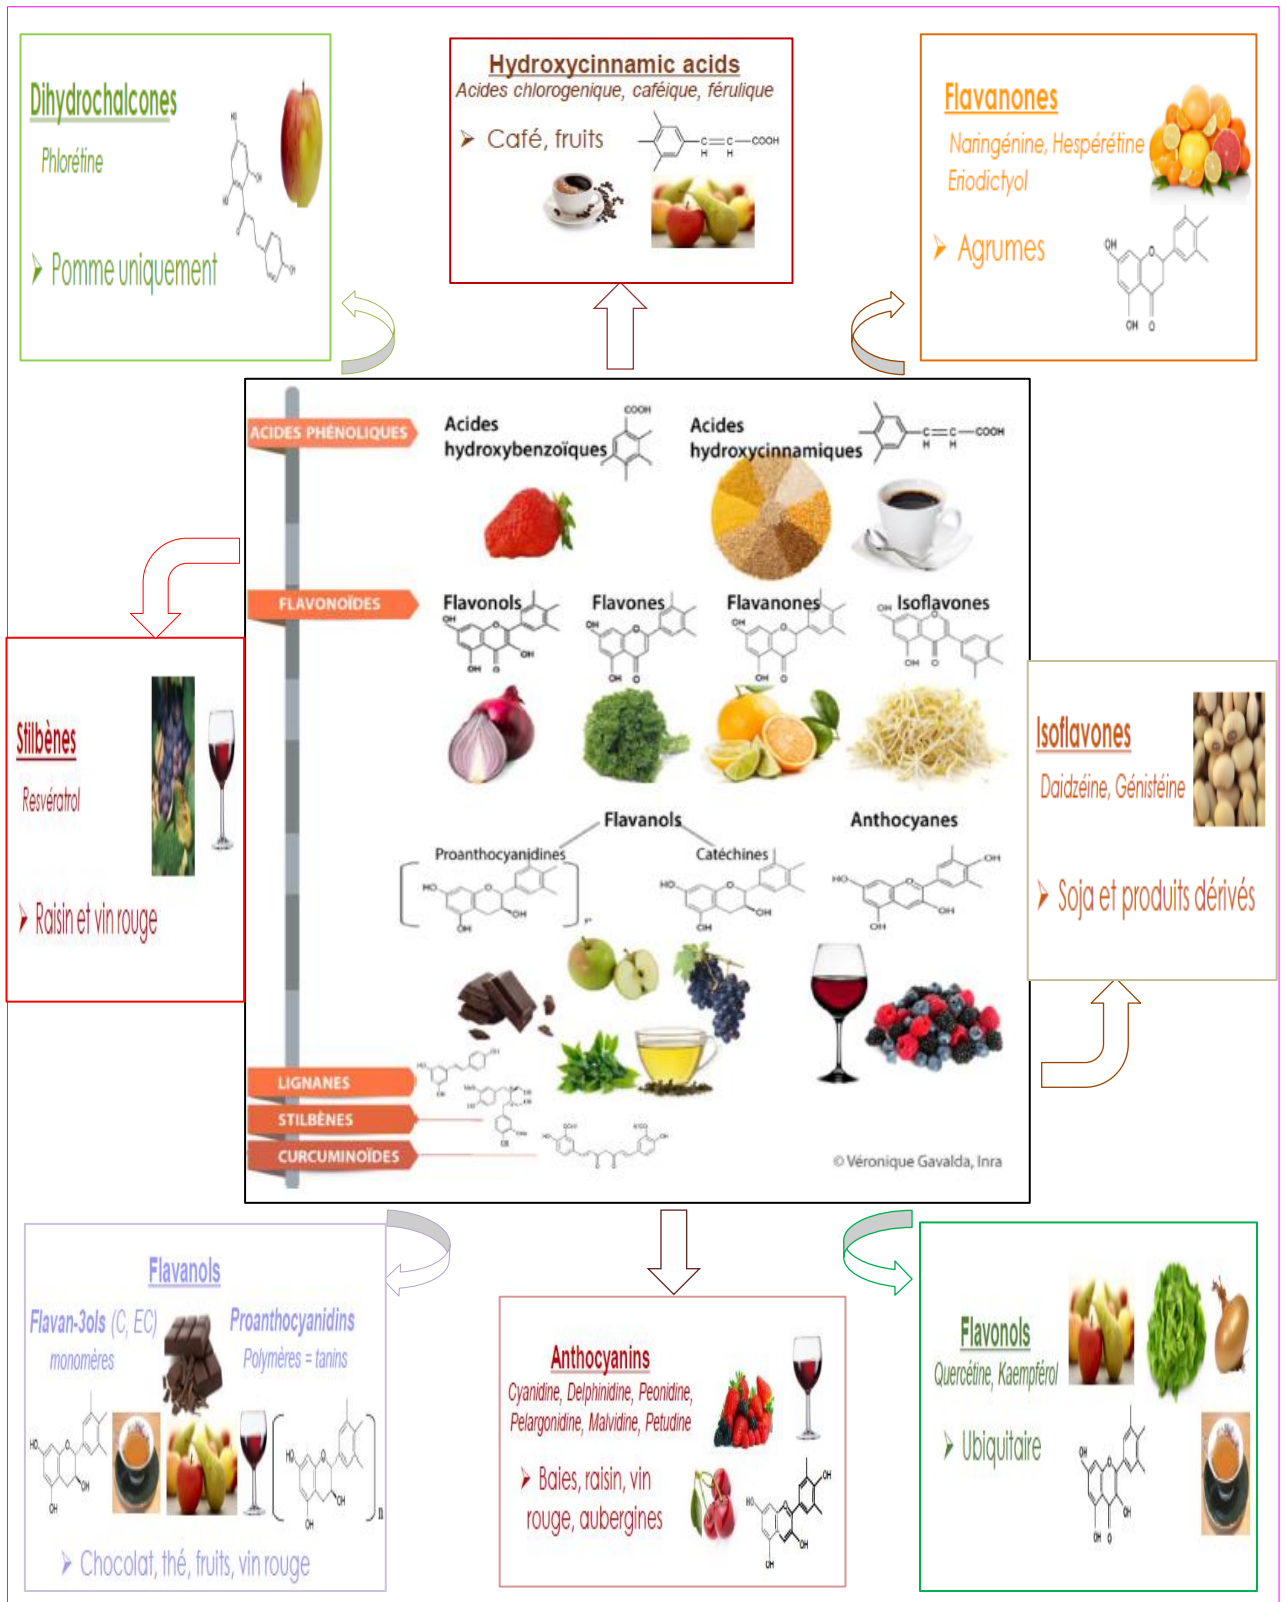 Dihydrochalcones
Phlorétine
➢ Pomme uniquement
Hydroxycinnamic acids
Acides chlorogenique, caféique, férulique
➢ Café, fruits
C=C—COOH
H H
Flavanones
Naringénine, Hespérétine
Eriodictyol
➢ Agrumes
OH
O
OH O
ACIDES PHÉNOLIQUES
Acides
hydroxybenzoïques
COOH
Acides
hydroxycinnamiques
C=C—COOH
H H
FLAVONOÏDES
Flavonols
Flavones
Flavanones
Isoflavones
Flavanols
Proanthocyanidines
Catéchines
Anthocyanes
LIGNANES
STILBÈNES
CURCUMINOÏDES
© Véronique Gavalda, Inra
Stilbènes
Resvératrol
➢ Raisin et vin rouge
Isoflavones
Daidzéine, Génistéine
➢ Soja et produits dérivés
Flavanols
Flavan-3ols (C, EC)
monomères
Proanthocyanidins
Polymères = tanins
n
➢ Chocolat, thé, fruits, vin rouge
Anthocyanins
Cyanidine, Delphinidine, Peonidine,
Pelargonidine, Malvidine, Petudine
➢ Baies, raisin, vin
rouge, aubergines
Flavonols
Quercétine, Kaempférol
➢ Ubiquitaire